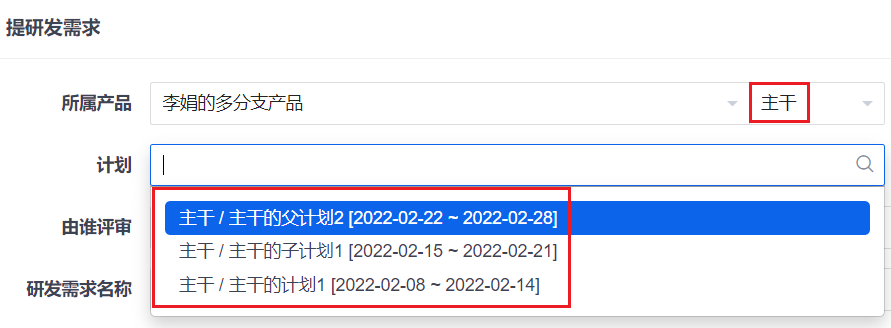 提研发需求
所属产品 李娟的多分支产品 主干
计划
主干 / 主干的父计划2 [2022-02-22 ~ 2022-02-28]
由谁评审
主干 / 主干的子计划1 [2022-02-15 ~ 2022-02-21]
研发需求名称 主干 / 主干的计划1 [2022-02-08 ~ 2022-02-14]